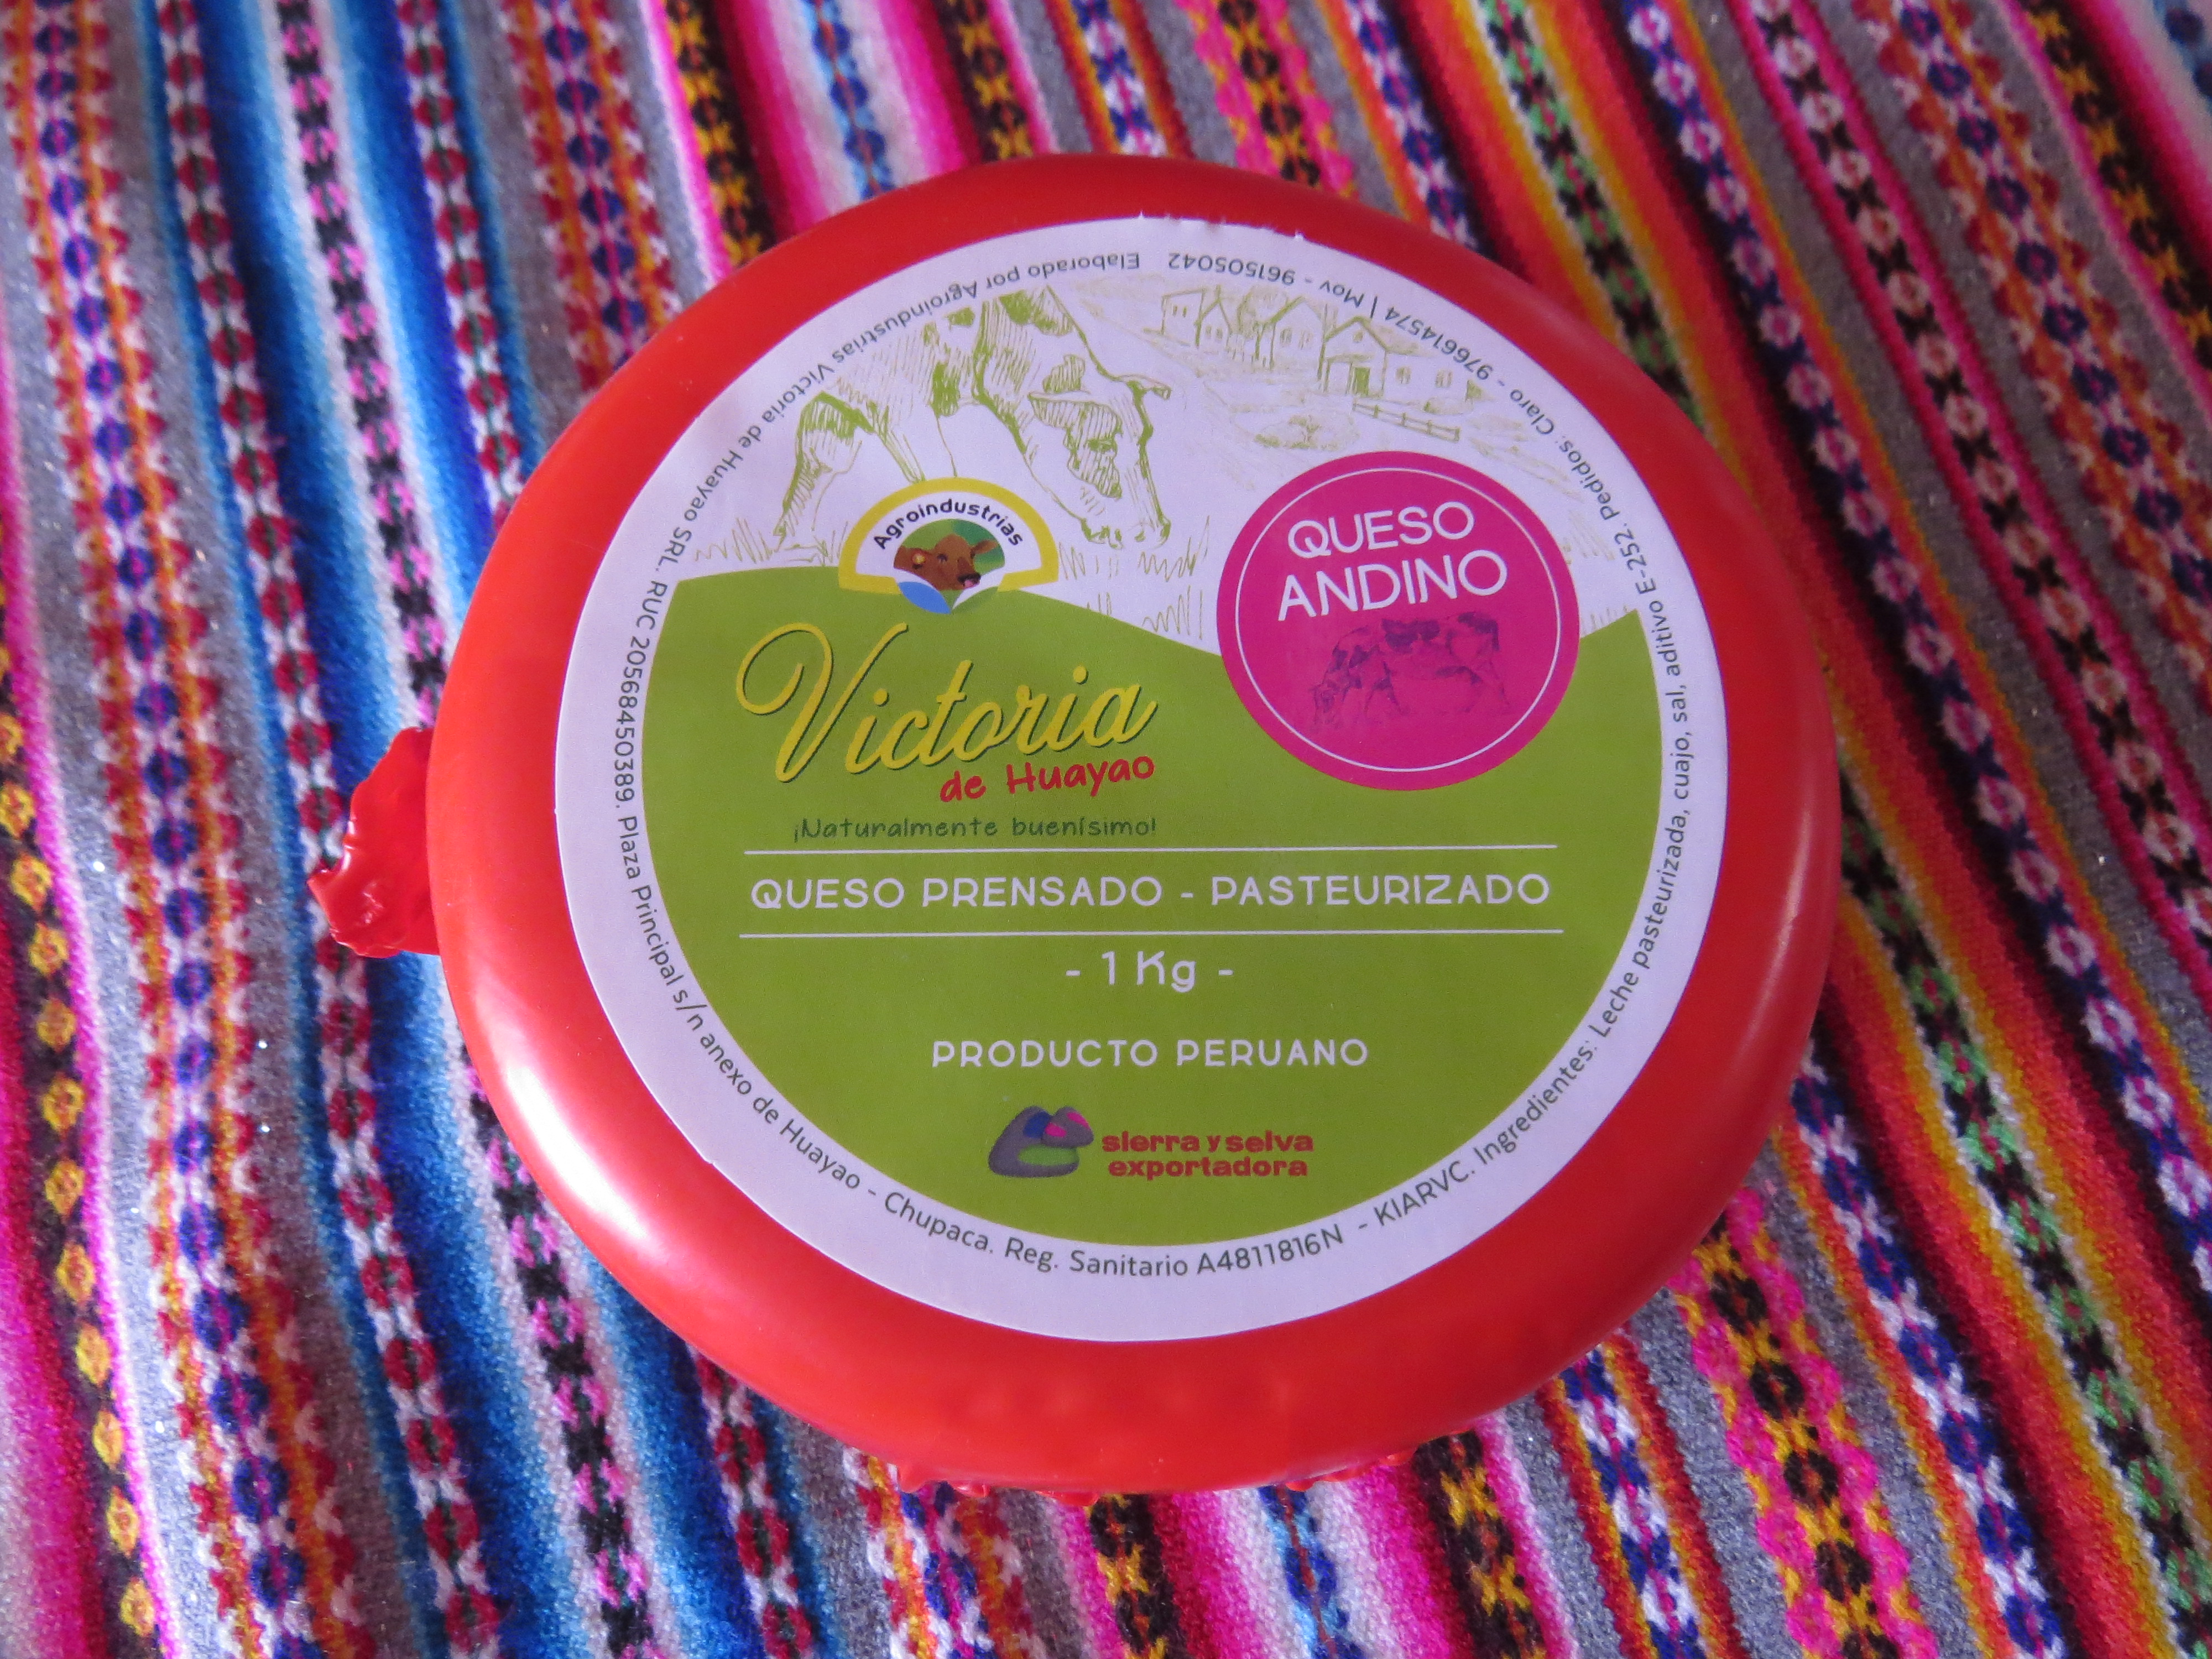 Agroindustrias
Victoria
de Huayao
¡Naturalmente buenísimo!
QUESO
ANDINO
QUESO PRENSADO - PASTEURIZADO
- 1 Kg -
PRODUCTO PERUANO
sierra y selva
exportadora
Elaborado por Agroindustrias Victoria de Huayao SRL. RUC 20568450389. Plaza Principal s/n anexo de Huayao - Chupaca. Reg. Sanitario A4811816N - KIARVC. Ingredientes: Leche pasteurizada, cuajo, sal, aditivo E-252. Pedidos: Claro - 976614574 | Mov - 961505042